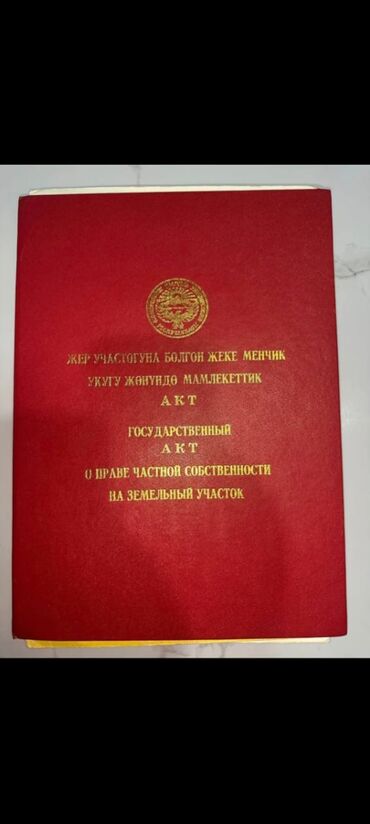 ЖЕР УЧАСТОГУНА БОЛГОН ЖЕКЕ МЕНЧИК
УКУГУ ЖӨНҮНДӨ МАМЛЕКЕТТИК
АКТ
ГОСУДАРСТВЕННЫЙ
АКТ
О ПРАВЕ ЧАСТНОЙ СОБСТВЕННОСТИ
НА ЗЕМЕЛЬНЫЙ УЧАСТОК